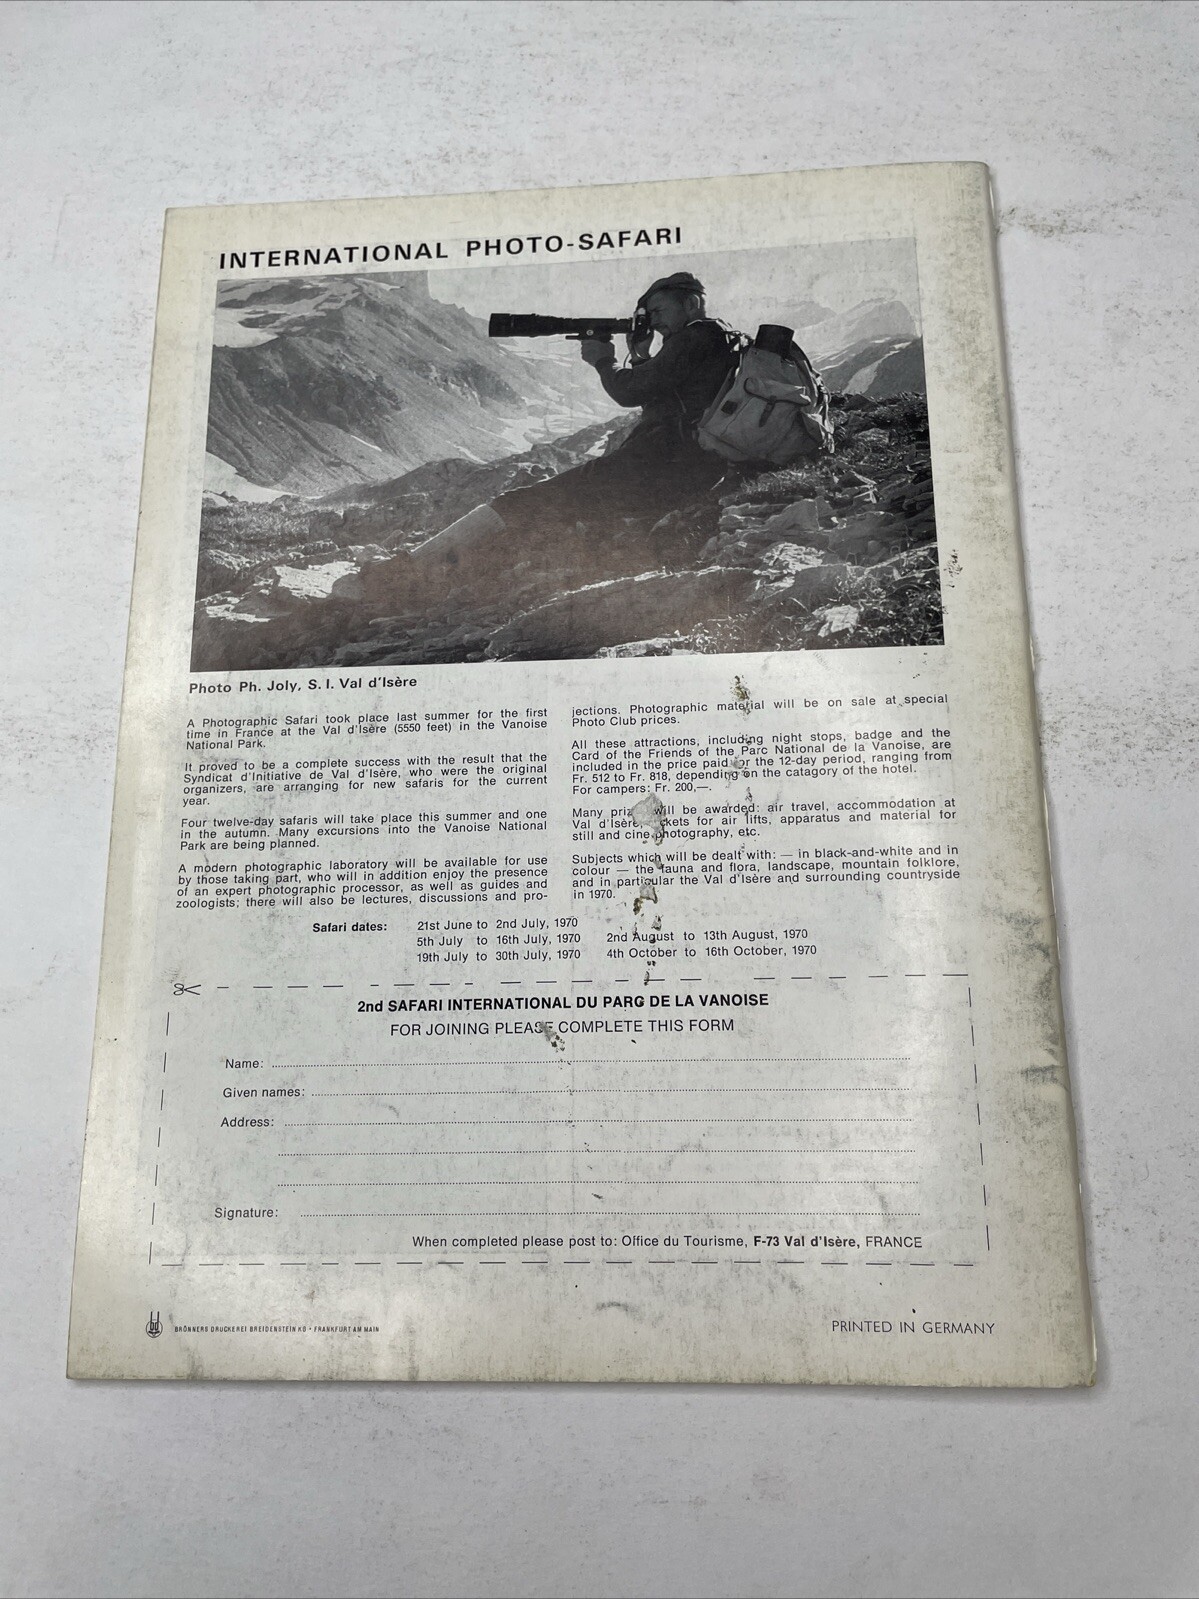 INTERNATIONAL PHOTO-SAFARI
Photo Ph. Joly, S. I. Val d'Isère
A Photographic Safari took place last summer for the first
time in France at the Val d'Isère (5550 feet) in the Vanoise
National Park.
It proved to be a complete success with the result that the
Syndicat d'Initiative de Val d'Isère, who were the original
organizers, are arranging for new safaris for the current
year.
Four twelve-day safaris will take place this summer and one
in the autumn. Many excursions into the Vanoise National
Park are being planned.
A modern photographic laboratory will be available for use
by those taking part, who will in addition enjoy the presence
of an expert photographic processor, as well as guides and
zoologists; there will also be lectures, discussions and pro-
jections. Photographic material will be on sale at special
Photo Club prices.
All these attractions, including night stops, badge and the
Card of the Friends of the Parc National de la Vanoise, are
included in the price paid for the 12-day period, ranging from
Fr. 512 to Fr. 818, depending on the catagory of the hotel.
For campers: Fr. 200,—.
Many will be awarded: air travel, accommodation at
Val d'Isère, for air lifts, apparatus and material for
still and cine photography, etc.
Subjects which will be dealt with: — in black-and-white and in
colour — the fauna and flora, landscape, mountain folklore,
and in particular the Val d'Isère and surrounding countryside
in 1970.
Safari dates: 21st June to 2nd July, 1970
5th July to 16th July, 1970 2nd August to 13th August, 1970
19th July to 30th July, 1970 4th October to 16th October, 1970
2nd SAFARI INTERNATIONAL DU PARC DE LA VANOISE
FOR JOINING PLEASE COMPLETE THIS FORM
Name:
Given names:
Address:
Signature:
When completed please post to: Office du Tourisme, F-73 Val d'Isère, FRANCE
BRÖNNERS DRUCKEREI BREIDENSTEIN KG · FRANKFURT AM MAIN
PRINTED IN GERMANY